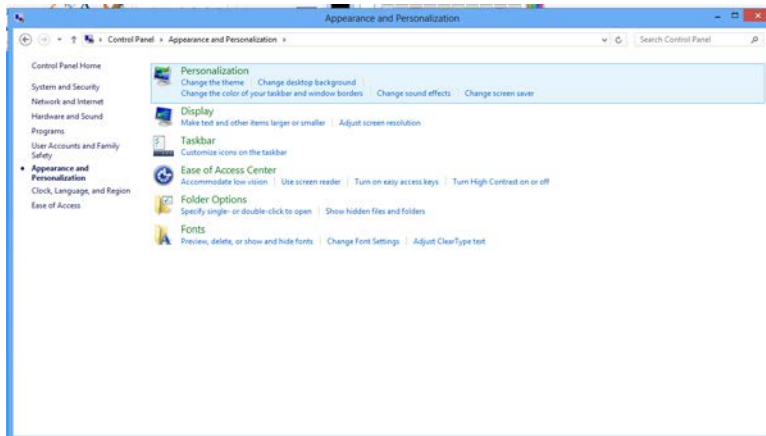 Appearance and Personalization
Control Panel Appearance and Personalization
Search Control Panel
Control Panel Home
System and Security
Network and Internet
Hardware and Sound
Programs
User Accounts and Family
Safety
Appearance and
Personalization
Clock, Language, and Region
Ease of Access
Personalization
Change the theme Change desktop background
Change the color of your taskbar and window borders Change sound effects Change screen saver
Display
Make text and other items larger or smaller Adjust screen resolution
Taskbar
Customize icons on the taskbar
Ease of Access Center
Accommodate low vision Use screen reader Turn on easy access keys Turn High Contrast on or off
Folder Options
Specify single- or double-click to open Show hidden files and folders
Fonts
Preview, delete, or show and hide fonts Change Font Settings Adjust ClearType text